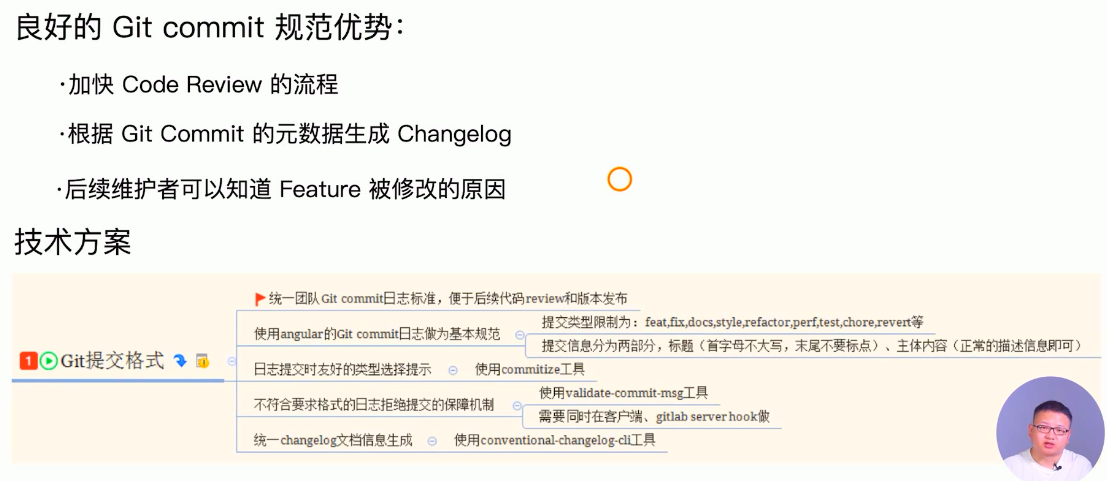 良好的 Git commit 规范优势：
·加快 Code Review 的流程
·根据 Git Commit 的元数据生成 Changelog
·后续维护者可以知道 Feature 被修改的原因
技术方案
1 Git提交格式
统一团队Git commit日志标准，便于后续代码review和版本发布
使用angular的Git commit日志做为基本规范
提交类型限制为：feat,fix,docs,style,refactor,perf,test,chore,revert等
提交信息分为两部分，标题（首字母不大写，末尾不要标点）、主体内容（正常的描述信息即可）
日志提交时友好的类型选择提示
使用commitize工具
不符合要求格式的日志拒绝提交的保障机制
使用validate-commit-msg工具
需要同时在客户端、gitlab server hook做
统一changelog文档信息生成
使用conventional-changelog-cli工具